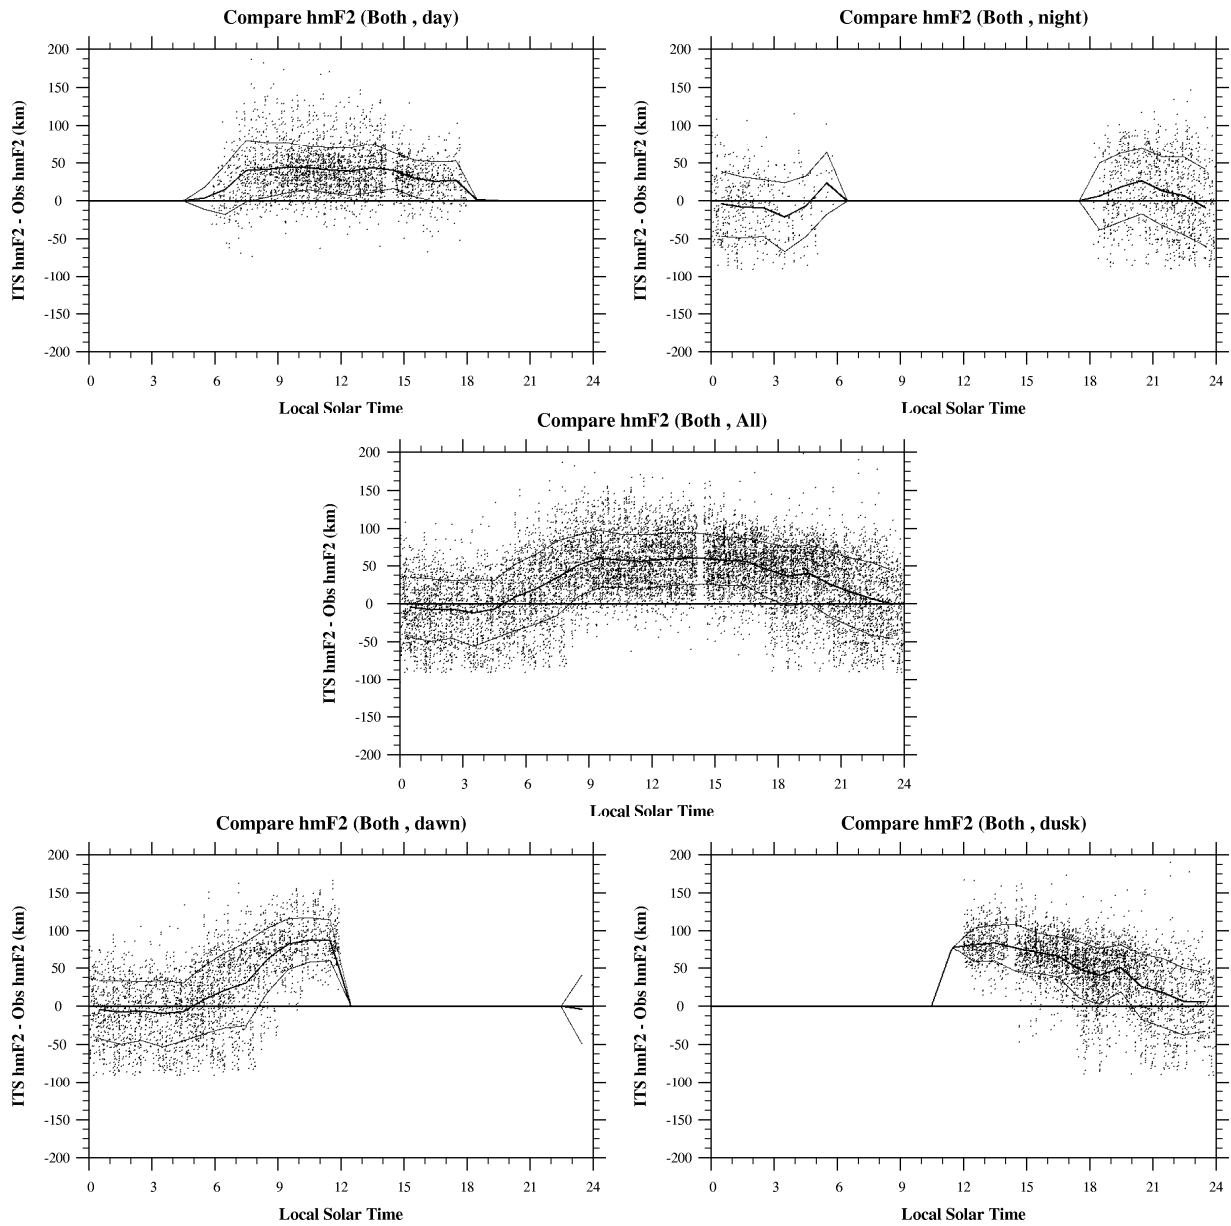 Compare hmF2 (Both , day)
ITS hmF2 - Obs hmF2 (km)
200
150
100
50
0
-50
-100
-150
-200
0 3 6 9 12 15 18 21 24
Local Solar Time
Compare hmF2 (Both , night)
ITS hmF2 - Obs hmF2 (km)
200
150
100
50
0
-50
-100
-150
-200
0 3 6 9 12 15 18 21 24
Local Solar Time
Compare hmF2 (Both , All)
ITS hmF2 - Obs hmF2 (km)
200
150
100
50
0
-50
-100
-150
-200
0 3 6 9 12 15 18 21 24
Local Solar Time
Compare hmF2 (Both , dawn)
ITS hmF2 - Obs hmF2 (km)
200
150
100
50
0
-50
-100
-150
-200
0 3 6 9 12 15 18 21 24
Local Solar Time
Compare hmF2 (Both , dusk)
ITS hmF2 - Obs hmF2 (km)
200
150
100
50
0
-50
-100
-150
-200
0 3 6 9 12 15 18 21 24
Local Solar Time